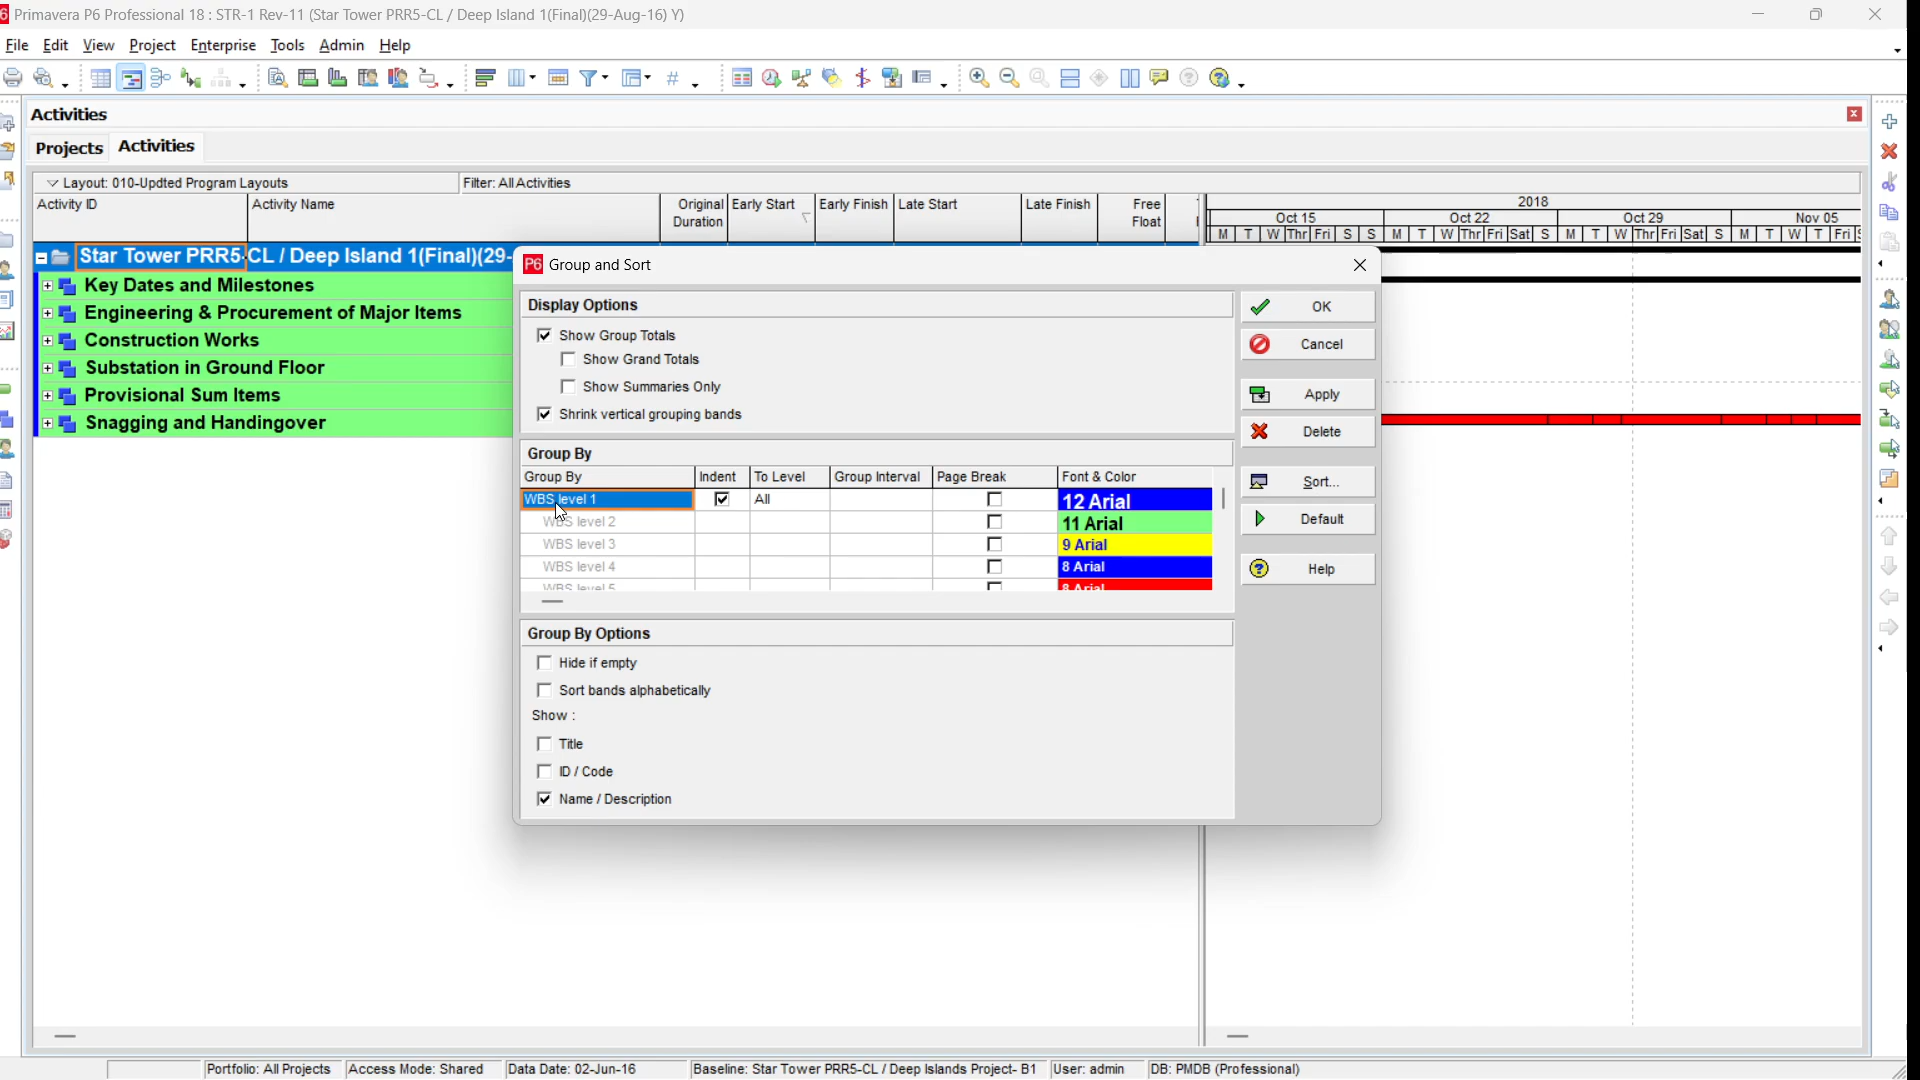 Primavera P6 Professional 18 : STR-1 Rev-11 (Star Tower PRR5-CL / Deep Island 1(Final)(29-Aug-16) Y)
File Edit View Project Enterprise Tools Admin Help
Activities
Projects Activities
Layout: 010-Updted Program Layouts Filter: All Activities
Activity ID Activity Name Original Duration Early Start Early Finish Late Start Late Finish Free Float
2018
Oct 15 Oct 22 Oct 29 Nov 05
M T W Thr Fri S S M T W Thr Fri Sat S M T U Thr Fri Sat S M T W T Fri
Star Tower PRR5-CL / Deep Island 1(Final)(29-
Key Dates and Milestones
Engineering & Procurement of Major Items
Construction Works
Substation in Ground Floor
Provisional Sum Items
Snagging and Handingover
P6 Group and Sort
Display Options
Show Group Totals
Show Grand Totals
Show Summaries Only
Shrink vertical grouping bands
OK
Cancel
Apply
Delete
Sort...
Default
Help
Group By
Group By Indent To Level Group Interval Page Break Font & Color
WBS level 1 All 12 Arial
WBS level 2 11 Arial
WBS level 3 9 Arial
WBS level 4 8 Arial
WBS level 5 8 Arial
Group By Options
Hide if empty
Sort bands alphabetically
Show :
Title
ID / Code
Name / Description
Portfolio: All Projects Access Mode: Shared Data Date: 02-Jun-16 Baseline: Star Tower PRR5-CL / Deep Islands Project- B1 User: admin DB: PMDB (Professional)